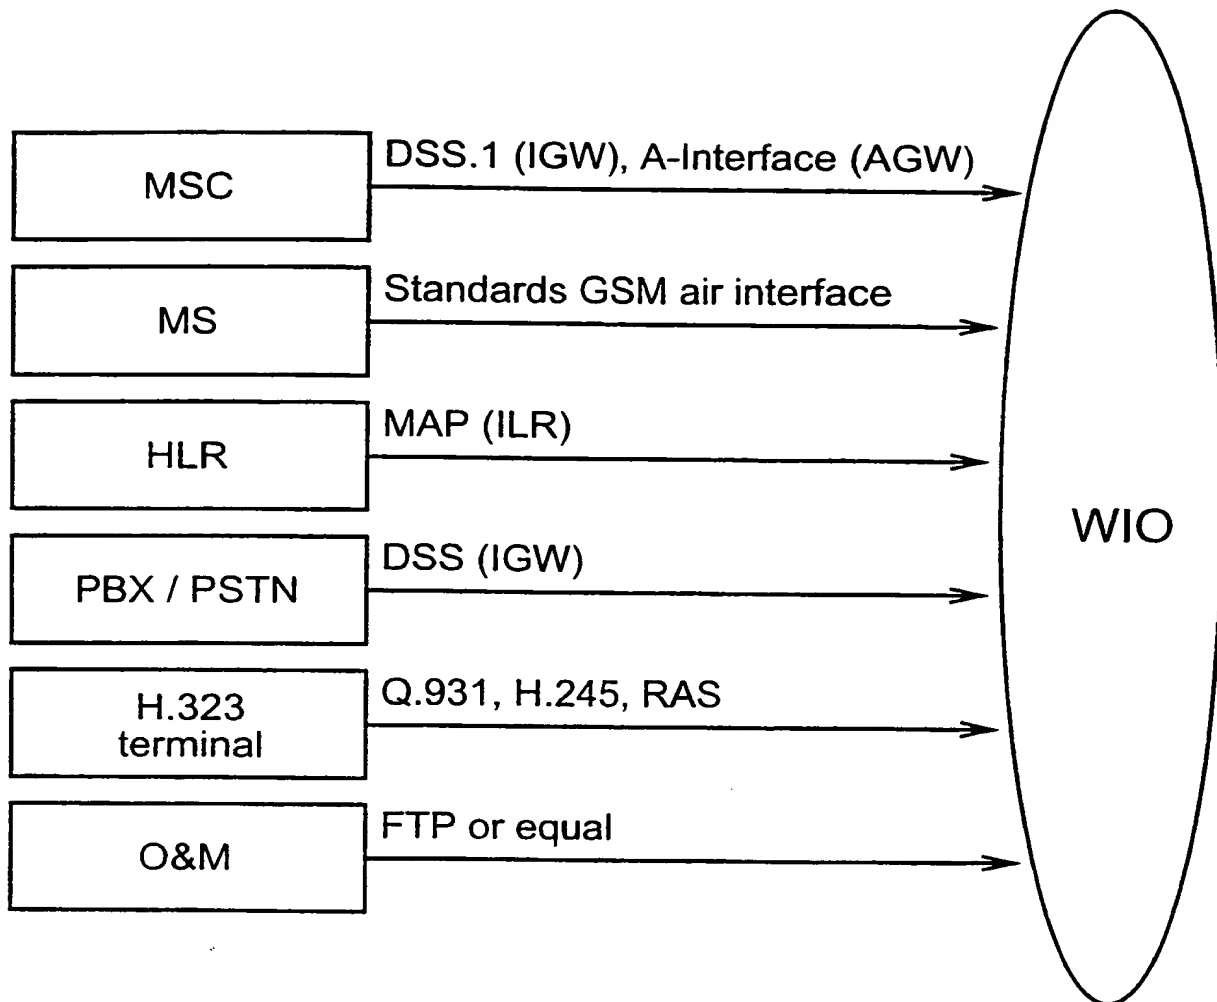 DSS.1 (IGW), A-Interface (AGW)
MSC
Standards GSM air interface
MS
MAP (ILR)
HLR
WIO
DSS (IGW)
PBX / PSTN
Q.931, H.245, RAS
H.323
terminal
FTP or equal
O&M